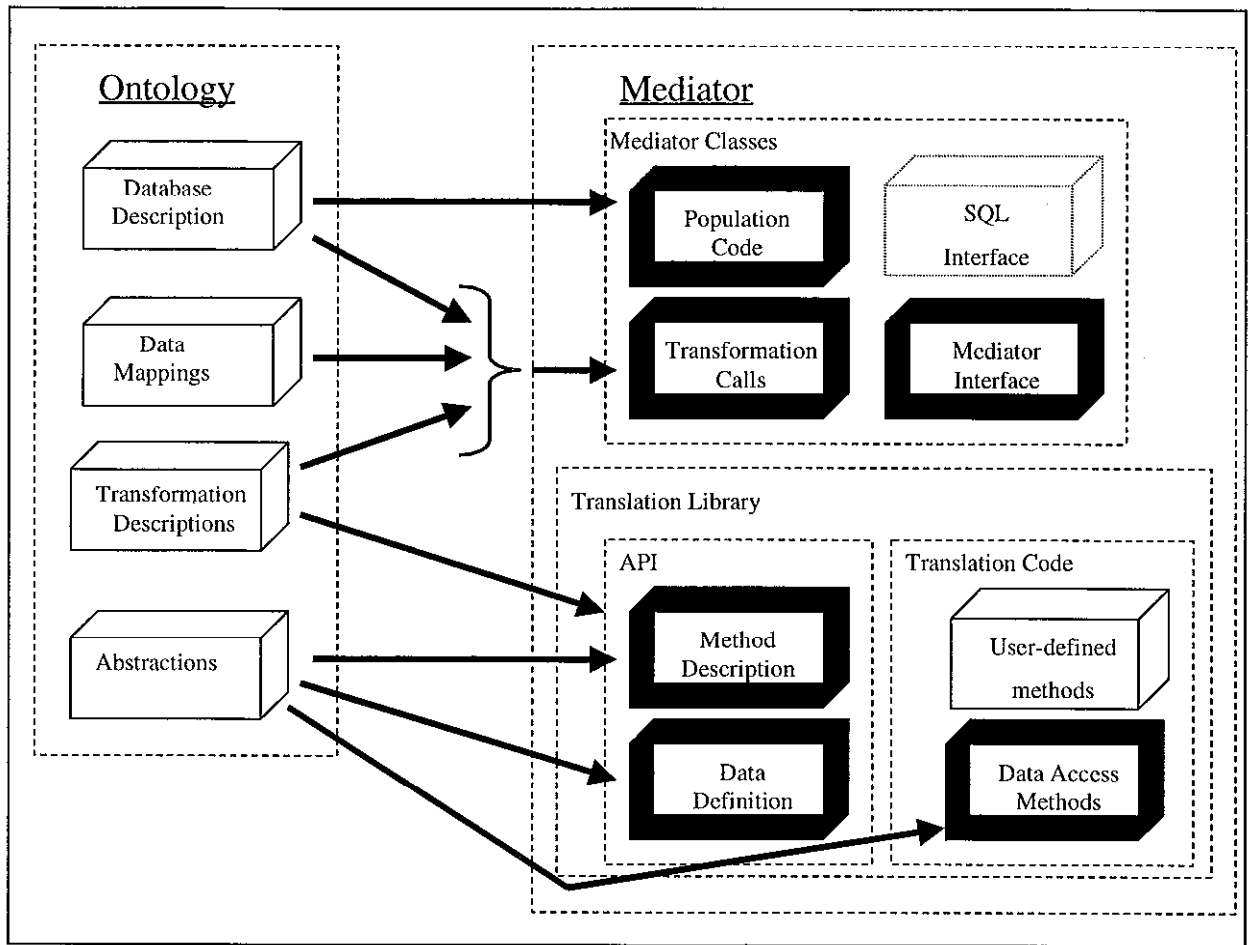 Ontology
Database
Description
Data
Mappings
Transformation
Descriptions
Abstractions
Mediator
Mediator Classes
Population
Code
SQL
Interface
Transformation
Calls
Mediator
Interface
Translation Library
API
Method
Description
Data
Definition
Translation Code
User-defined
methods
Data Access
Methods